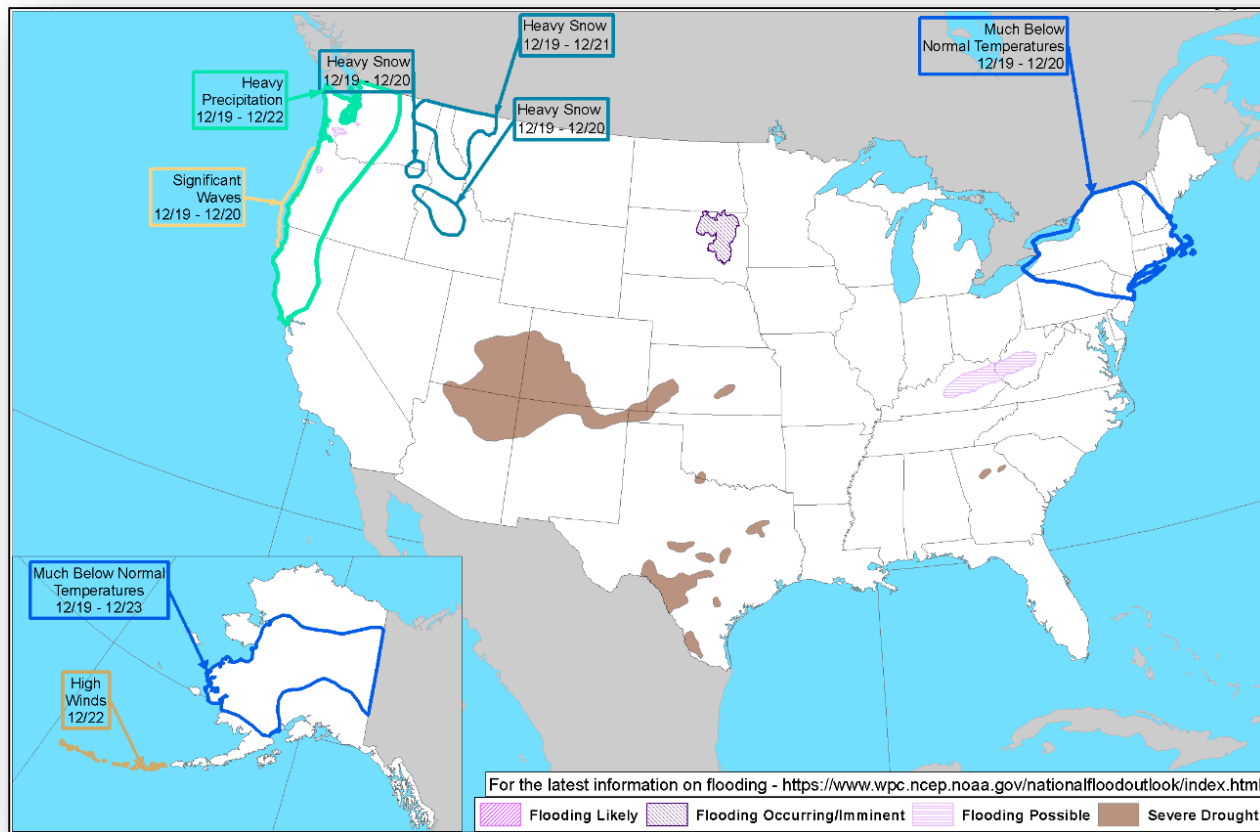 Heavy Snow
12/19 - 12/21
Much Below
Normal Temperatures
12/19 - 12/20
Heavy Snow
12/19 - 12/20
Heavy
Precipitation
12/19 - 12/22
Heavy Snow
12/19 - 12/20
Significant
Waves
12/19 - 12/20
Much Below Normal
Temperatures
12/19 - 12/23
High
Winds
12/22
For the latest information on flooding - https://www.wpc.ncep.noaa.gov/nationalfloodoutlook/index.html
Flooding Likely Flooding Occurring/Imminent Flooding Possible Severe Drought